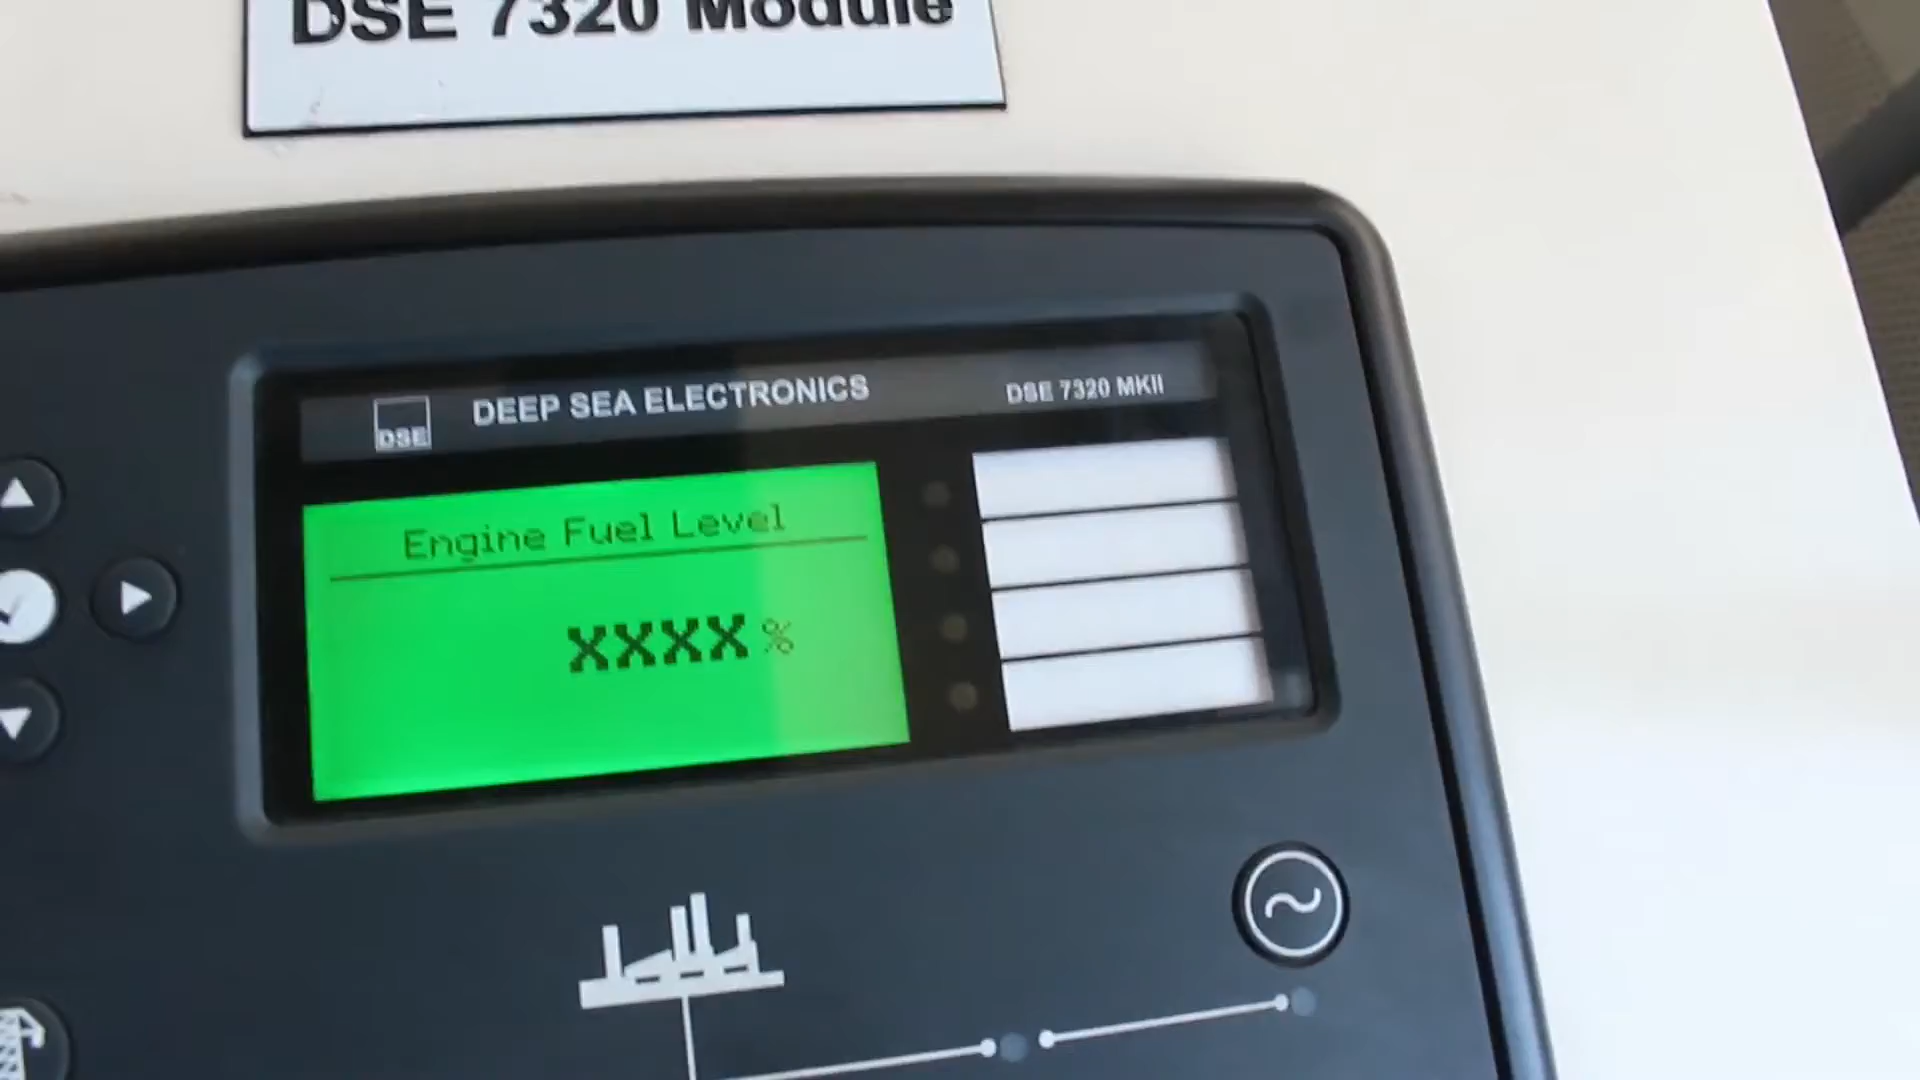 DSE 7320 Module
DEEP SEA ELECTRONICS
DSE 7320 MKII
DSE
Engine Fuel Level
XXXX %